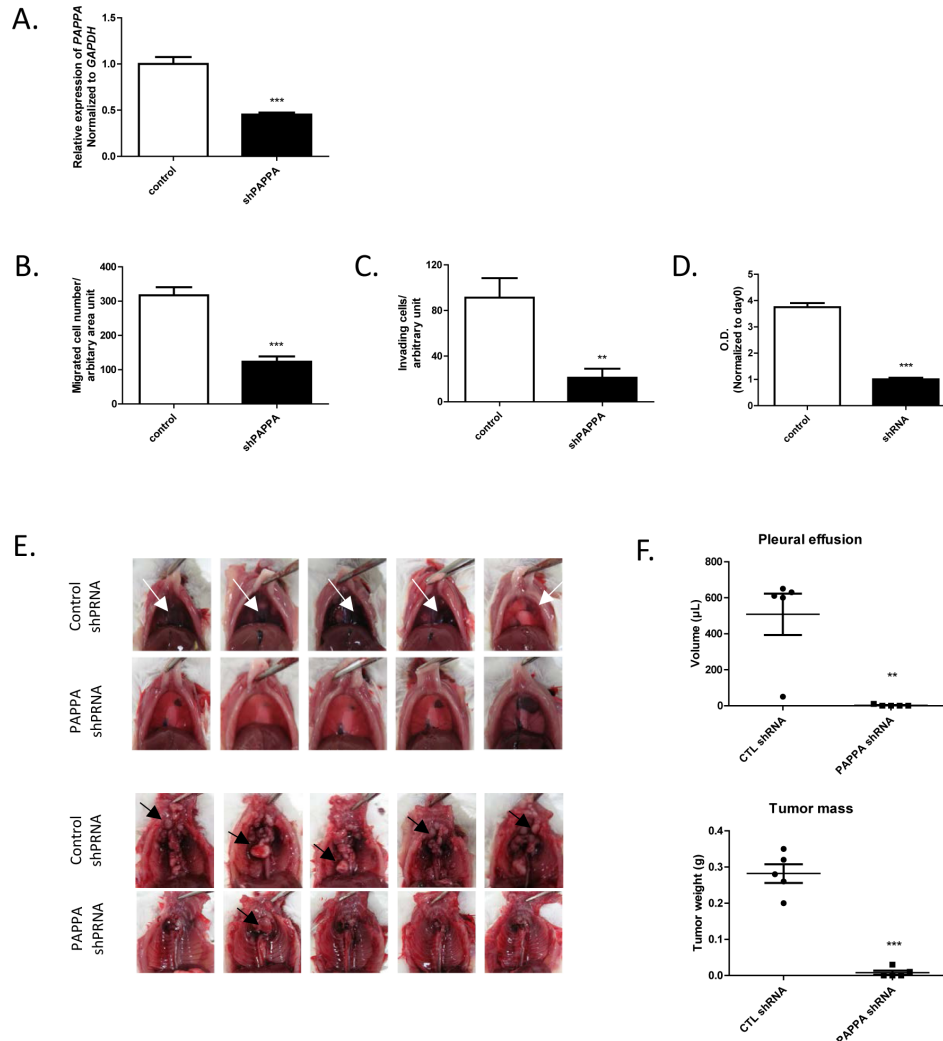 A.
Relative expression of PAPPA
Normalized to GAPDH
1.5
1.0
0.5
0.0
***
control
shPAPPA
B.
Migrated cell number/
arbitary area unit
400
300
200
100
0
***
control
shPAPPA
C.
Invading cells/
arbitrary unit
120
80
40
0
**
control
shPAPPA
D.
O.D.
(Normalized to day0)
5
4
3
2
1
0
***
control
shRNA
E.
Control
shPRNA
PAPPA
shPRNA
Control
shPRNA
PAPPA
shPRNA
F.
Pleural effusion
Volume (µL)
800
600
400
200
0
**
CTL shRNA
PAPPA shRNA
Tumor mass
Tumor weight (g)
0.4
0.3
0.2
0.1
0.0
***
CTL shRNA
PAPPA shRNA